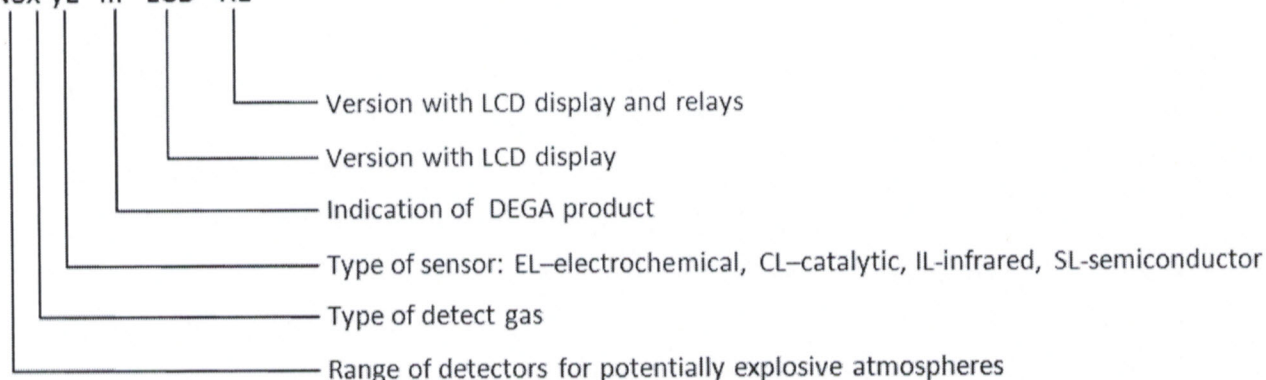 Version with LCD display and relays
Version with LCD display
Indication of DEGA product
Type of sensor: EL–electrochemical, CL–catalytic, IL-infrared, SL-semiconductor
Type of detect gas
Range of detectors for potentially explosive atmospheres